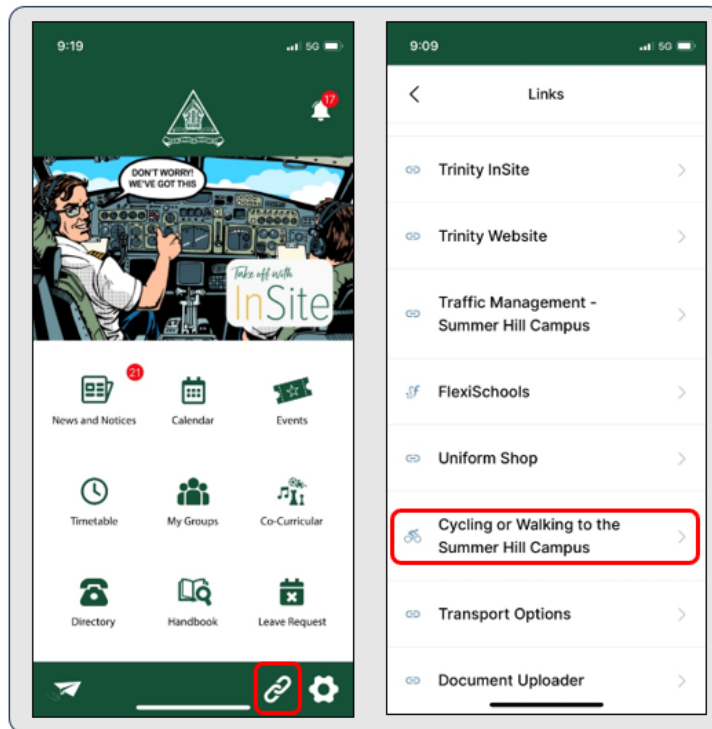 9:19
5G
17
DON'T WORRY!
WE'VE GOT THIS
Take off with
InSite
21
News and Notices
Calendar
Events
Timetable
My Groups
Co-Curricular
Directory
Handbook
Leave Request
9:09
5G
Links
Trinity InSite
Trinity Website
Traffic Management -
Summer Hill Campus
FlexiSchools
Uniform Shop
Cycling or Walking to the
Summer Hill Campus
Transport Options
Document Uploader